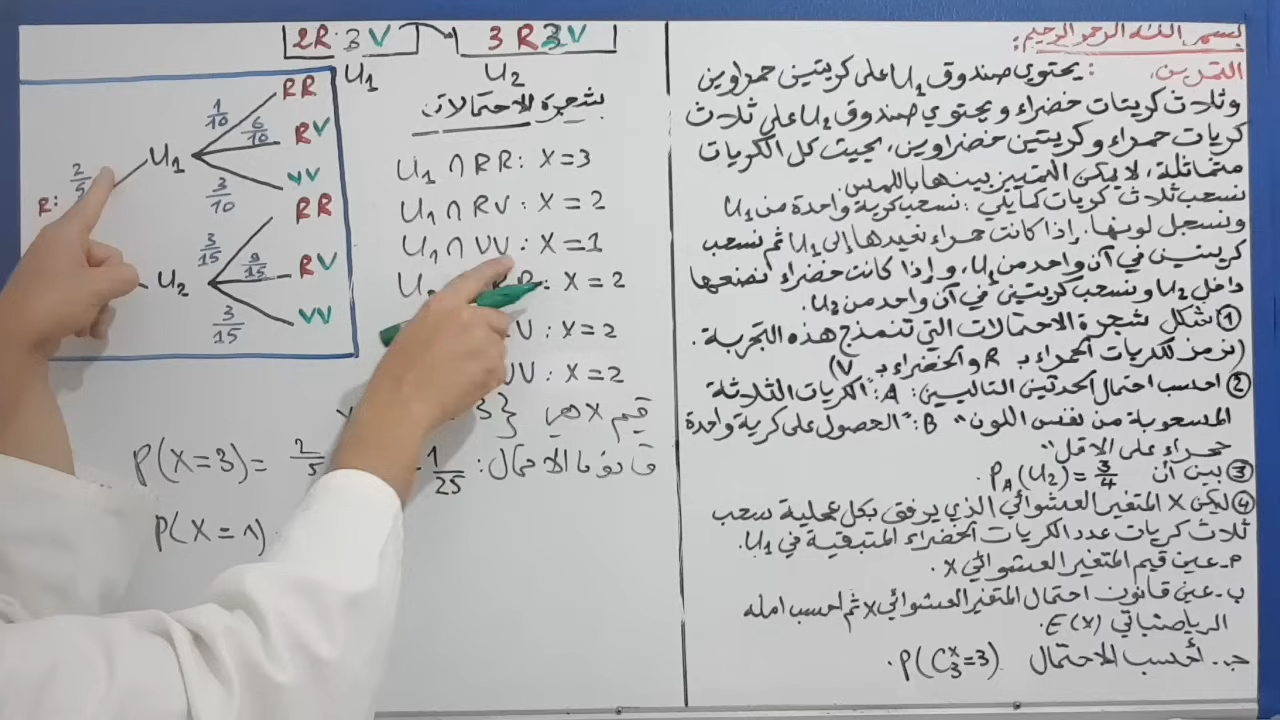 بسم الله الرحمن الرحيم:
التمرين: يحتوي صندوق U₁ على كريتين حمراوين
وثلاث كريات خضراء ويحتوي صندوق U₂ على ثلاث
كريات حمراء وكريتين خضراوين، بحيث كل الكريات
متماثلة، لا يمكن التمييز بينها باللمس.
نسحب ثلاث كريات كما يلي: نسحب كرية واحدة من U₁
ونسجل لونها. إذا كانت حمراء نعيدها إلى U₁ ثم نسحب
كريتين في آن واحد من U₁، وإذا كانت خضراء نضعها
داخل U₂ ونسحب كريتين في آن واحد من U₂.
① شكل شجرة الاحتمالات التي تنمذج هذه التجربة.
(نرمز للكريات الحمراء بـ R والخضراء بـ V)
② احسب احتمال الحدثين التاليين: A: "الكريات الثلاثة
المسحوبة من نفس اللون" B: "الحصول على كرية واحدة
حمراء على الاقل"
③ بين أن P_A(U₂) = 3/4.
④ ليكن X المتغير العشوائي الذي يرفق بكل عملية سحب
ثلاث كريات عدد الكريات الخضراء المتبقية في U₁.
P- عين قيم المتغير العشوائي X.
ب- عين قانون احتمال المتغير العشوائي X ثم احسب امله
الرياضياتي E(X).
جـ- أحسب الاحتمال P(C₃ˣ=3).
2R 3V
3R 3V
U₁
U₂
شجرة الاحتمالات
R: 2/5
U₁
1/10 RR
6/10 RV
3/10 VV
U₂
3/15 RR
9/15 RV
3/15 VV
U₁ ∩ RR : X = 3
U₁ ∩ RV : X = 2
U₁ ∩ VV : X = 1
U R : X = 2
V : X = 2
VV : X = 2
قيم X هي 3}
قانون الاحتمال:
P(X=3) = 2/5 1/25
P(X=1)